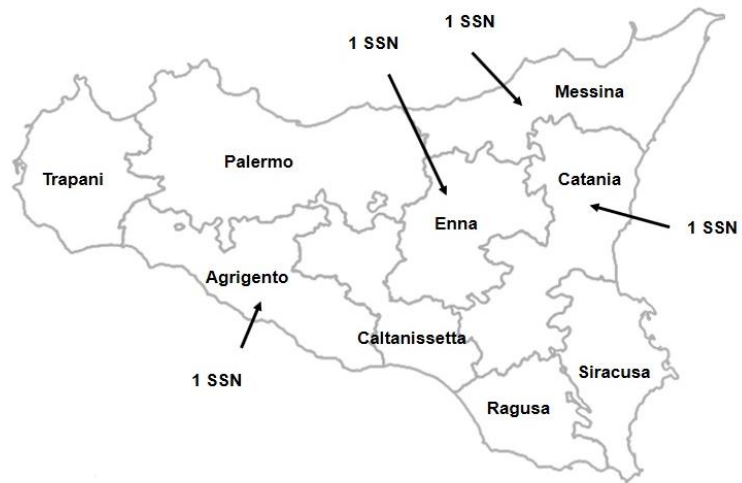 1 SSN
1 SSN
Messina
Palermo
Trapani
Catania
Enna
1 SSN
Agrigento
Caltanissetta
1 SSN
Siracusa
Ragusa